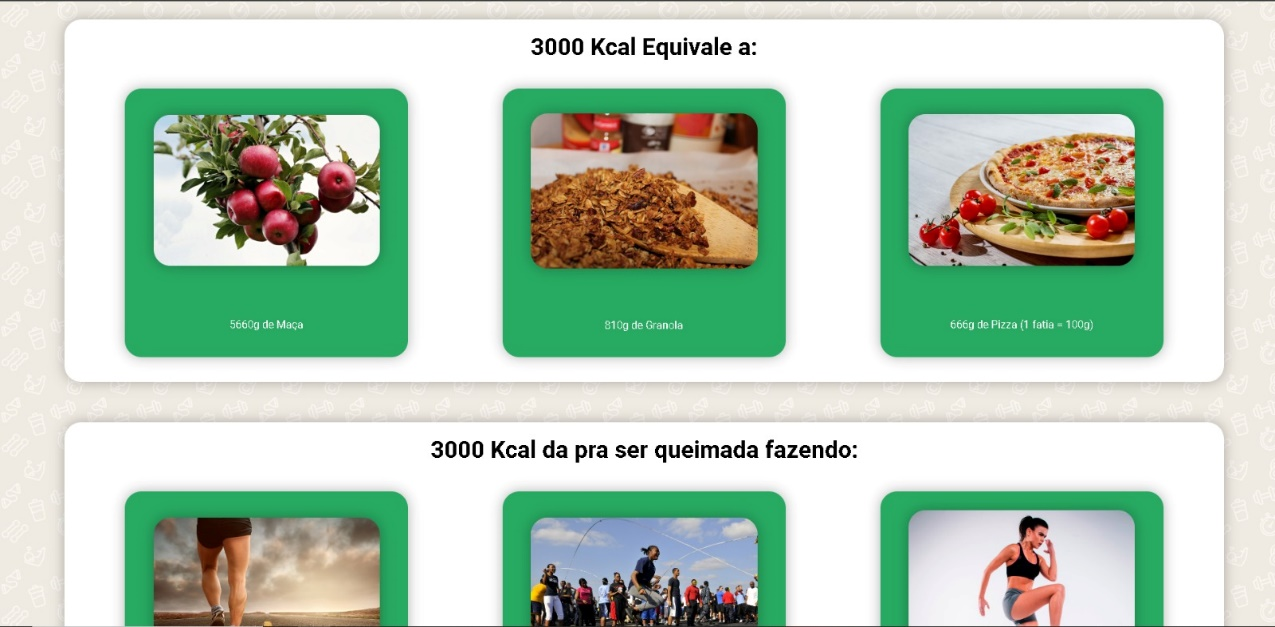 3000 Kcal Equivale a:
5660g de Maça
810g de Granola
666g de Pizza (1 fatia = 100g)
3000 Kcal da pra ser queimada fazendo: